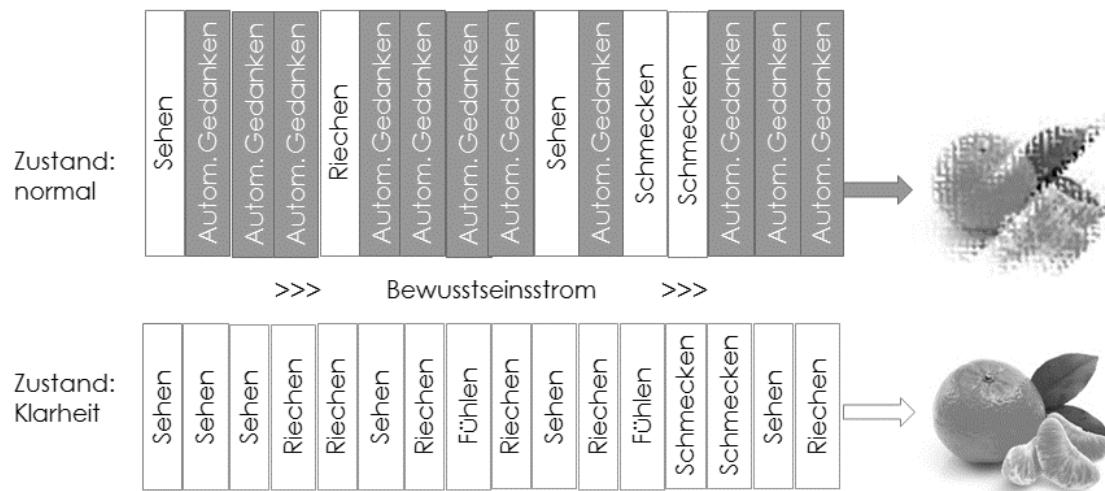 Zustand:
normal
Sehen
Autom. Gedanken
Autom. Gedanken
Autom. Gedanken
Riechen
Autom. Gedanken
Autom. Gedanken
Autom. Gedanken
Autom. Gedanken
Sehen
Autom. Gedanken
Schmecken
Schmecken
Autom. Gedanken
Autom. Gedanken
Autom. Gedanken
>>> Bewusstseinsstrom >>>
Zustand:
Klarheit
Sehen
Sehen
Sehen
Riechen
Riechen
Sehen
Riechen
Fühlen
Riechen
Sehen
Riechen
Fühlen
Schmecken
Schmecken
Sehen
Riechen